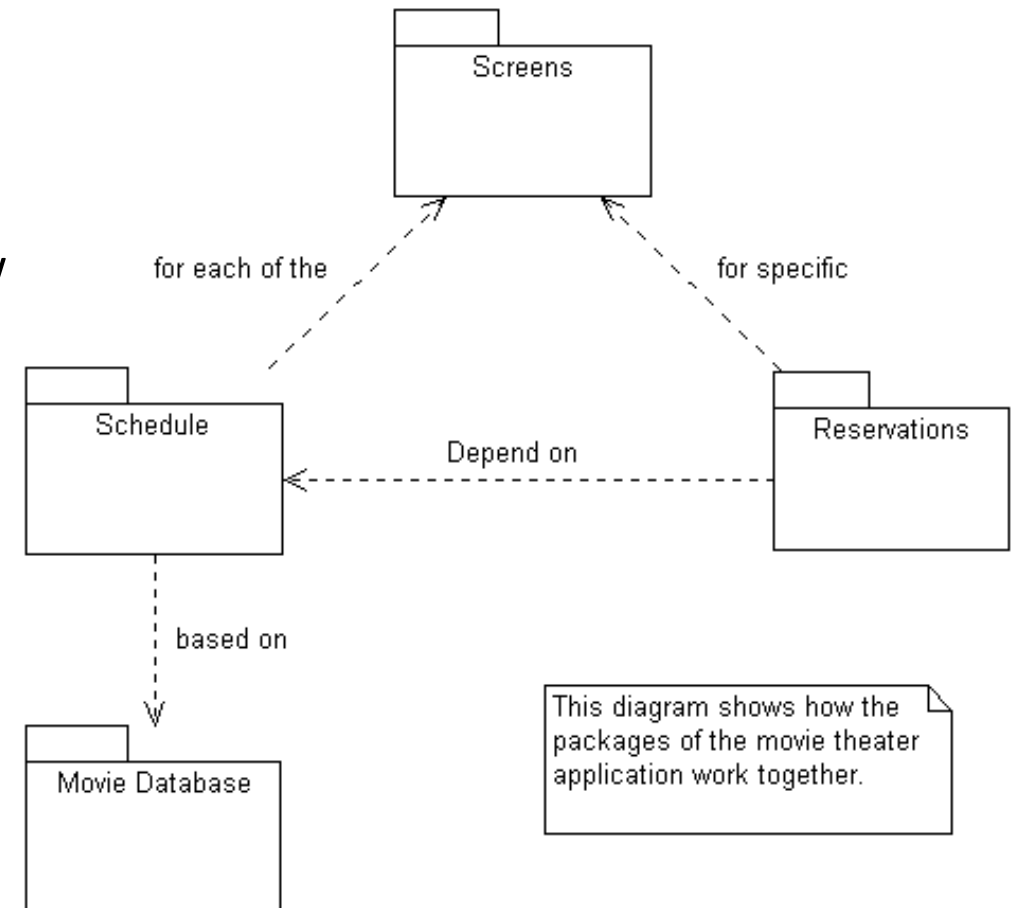 Screens
for each of the
for specific
Schedule
Reservations
Depend on
based on
Movie Database
This diagram shows how the
packages of the movie theater
application work together.